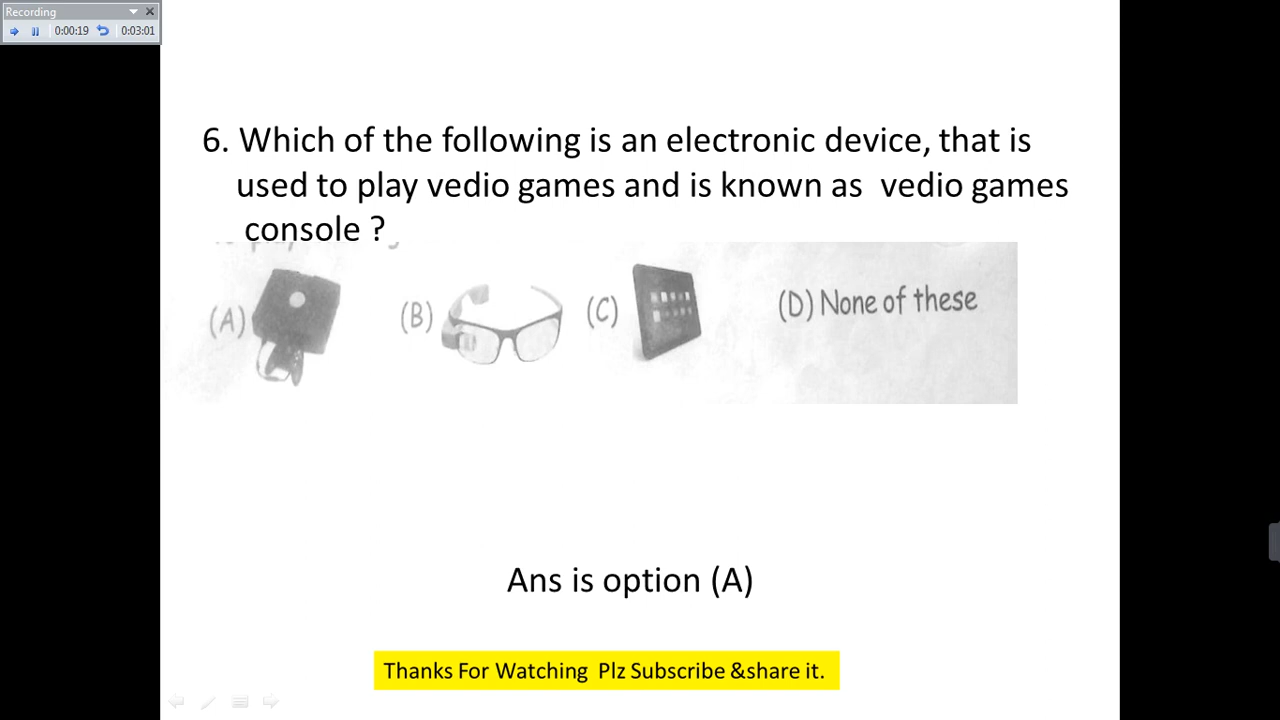 Recording
0:00:19 0:03:01
6. Which of the following is an electronic device, that is
used to play vedio games and is known as vedio games
console ?
(A) (B) (C) (D) None of these
Ans is option (A)
Thanks For Watching Plz Subscribe &share it.